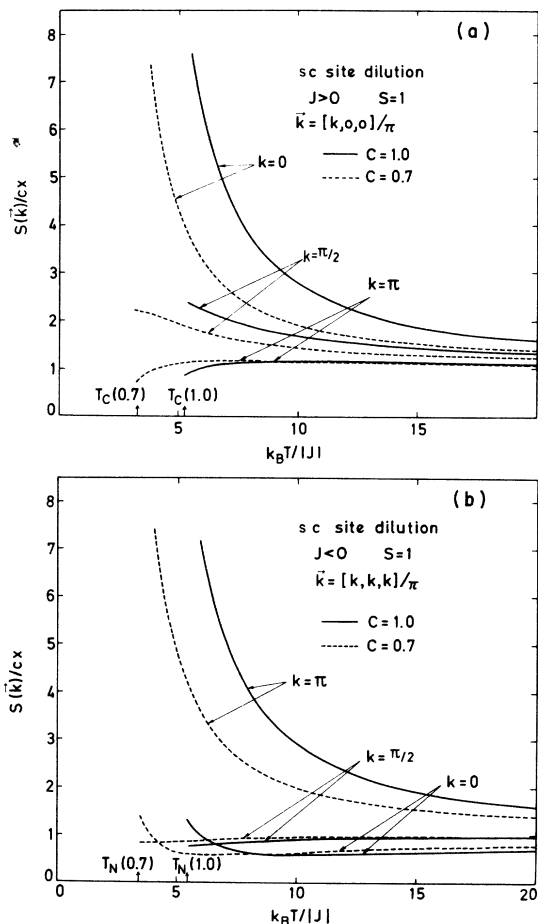 (a)
8
7
6
5
4
3
2
1
0
S(k⃗)/cx
sc site dilution
J>0 S=1
k⃗=[k,o,o]/π
C=1.0
C=0.7
k=0
k=π/2
k=π
T_C(0.7) T_C(1.0)
5 10 15 20
k_BT/|J|
(b)
8
7
6
5
4
3
2
1
0
S(k⃗)/cx
sc site dilution
J<0 S=1
k⃗=[k,k,k]/π
C=1.0
C=0.7
k=π
k=π/2
k=0
T_N(0.7) T_N(1.0)
0 5 10 15 20
k_BT/|J|